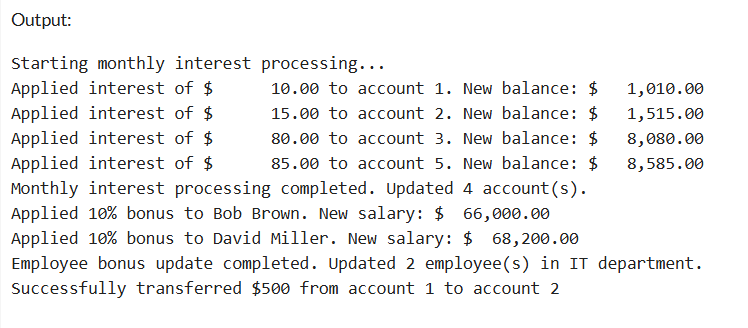 Output:
Starting monthly interest processing...
Applied interest of $      10.00 to account 1. New balance: $   1,010.00
Applied interest of $      15.00 to account 2. New balance: $   1,515.00
Applied interest of $      80.00 to account 3. New balance: $   8,080.00
Applied interest of $      85.00 to account 5. New balance: $   8,585.00
Monthly interest processing completed. Updated 4 account(s).
Applied 10% bonus to Bob Brown. New salary: $  66,000.00
Applied 10% bonus to David Miller. New salary: $  68,200.00
Employee bonus update completed. Updated 2 employee(s) in IT department.
Successfully transferred $500 from account 1 to account 2